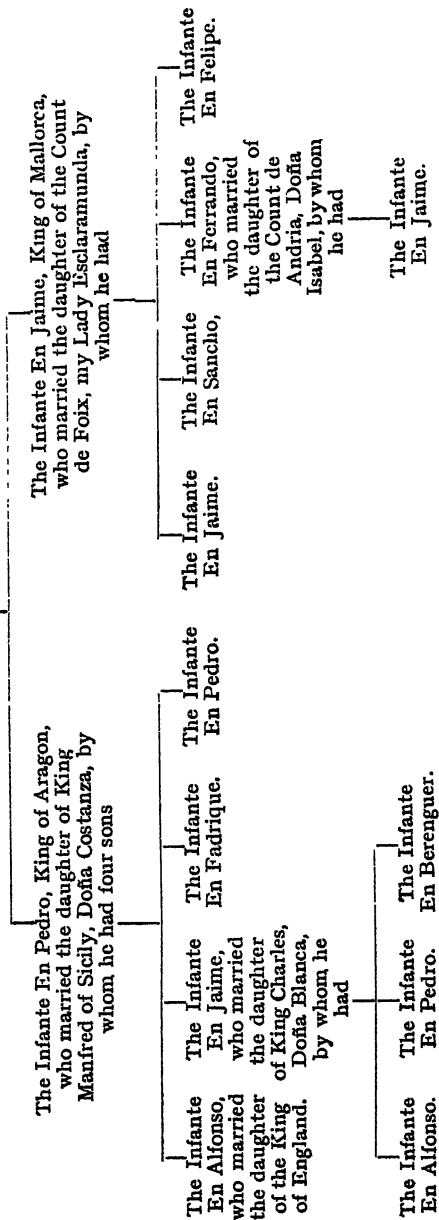 The Infante En Pedro, King of Aragon,
who married the daughter of King
Manfred of Sicily, Doña Costanza, by
whom he had four sons
The Infante En Jaime, King of Mallorca,
who married the daughter of the Count
de Foix, my Lady Esclaramunda, by
whom he had
The Infante
En Alfonso,
who married
the daughter
of the King
of England.
The Infante
En Jaime,
who married
the daughter
of King Charles,
Doña Blanca,
by whom he
had
The Infante
En Fadrique.
The Infante
En Pedro.
The Infante
En Jaime.
The Infante
En Sancho,
The Infante
En Ferrando,
who married
the daughter of
the Count de
Andria, Doña
Isabel, by whom
he had
The Infante
En Felipe.
The Infante
En Alfonso.
The Infante
En Pedro.
The Infante
En Berenguer.
The Infante
En Jaime.